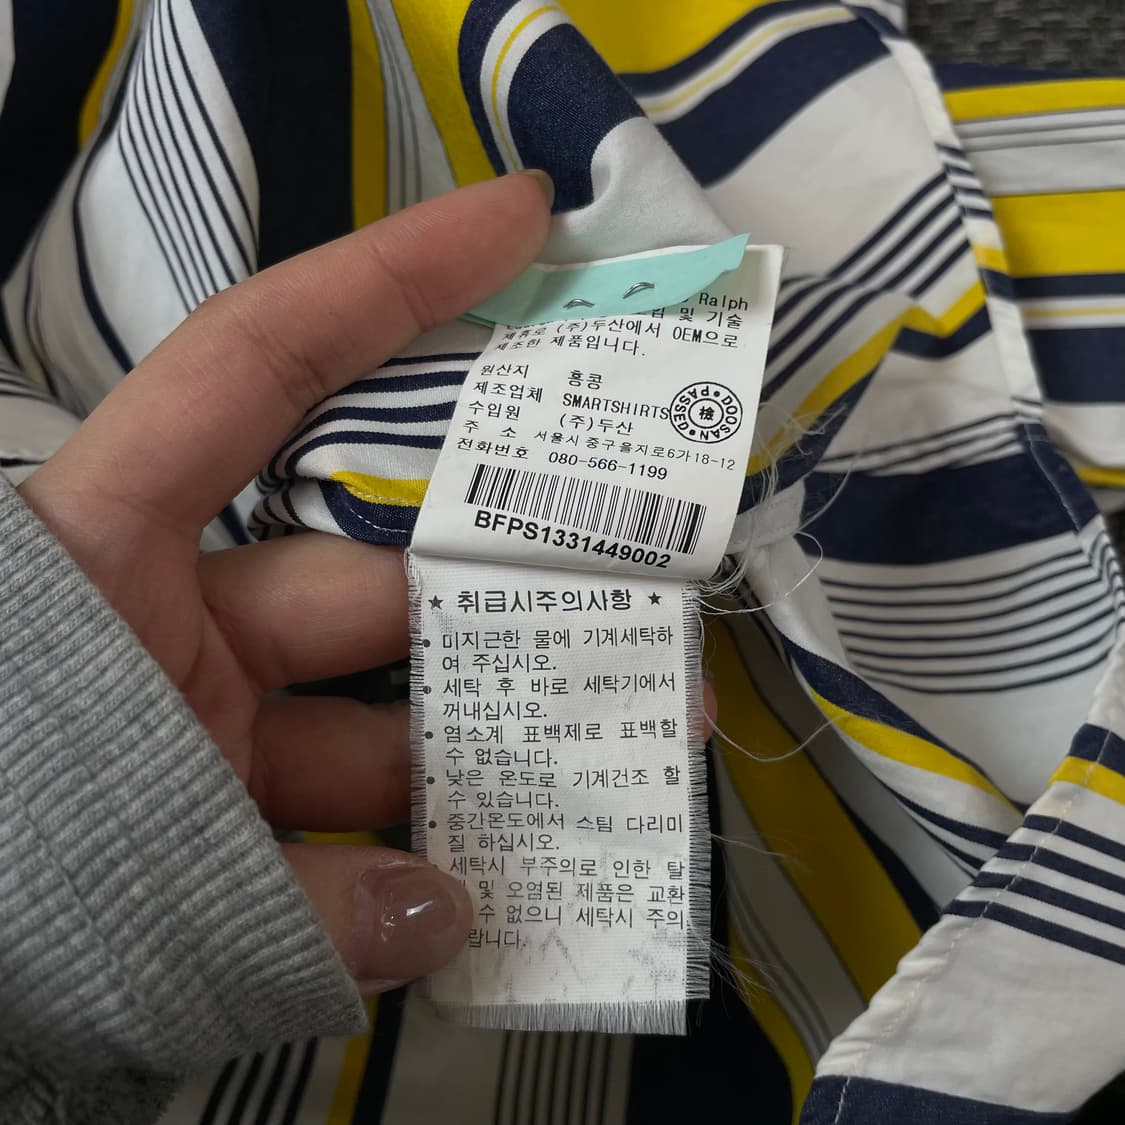 Ralph
및 기술
제휴로 (주)두산에서 OEM으로
제조한 제품입니다.
원산지 홍콩
제조업체 SMARTSHIRTS
수입원 (주)두산
주 소 서울시 중구을지로6가18-12
전화번호 080-566-1199
DOOSAN PASSED
檢
BFPS1331449002
★ 취급시주의사항 ★
• 미지근한 물에 기계세탁하
여 주십시오.
• 세탁 후 바로 세탁기에서
꺼내십시오.
• 염소계 표백제로 표백할
수 없습니다.
• 낮은 온도로 기계건조 할
수 있습니다.
• 중간온도에서 스팀 다리미
질 하십시오.
세탁시 부주의로 인한 탈
및 오염된 제품은 교환
수 없으니 세탁시 주의
랍니다.